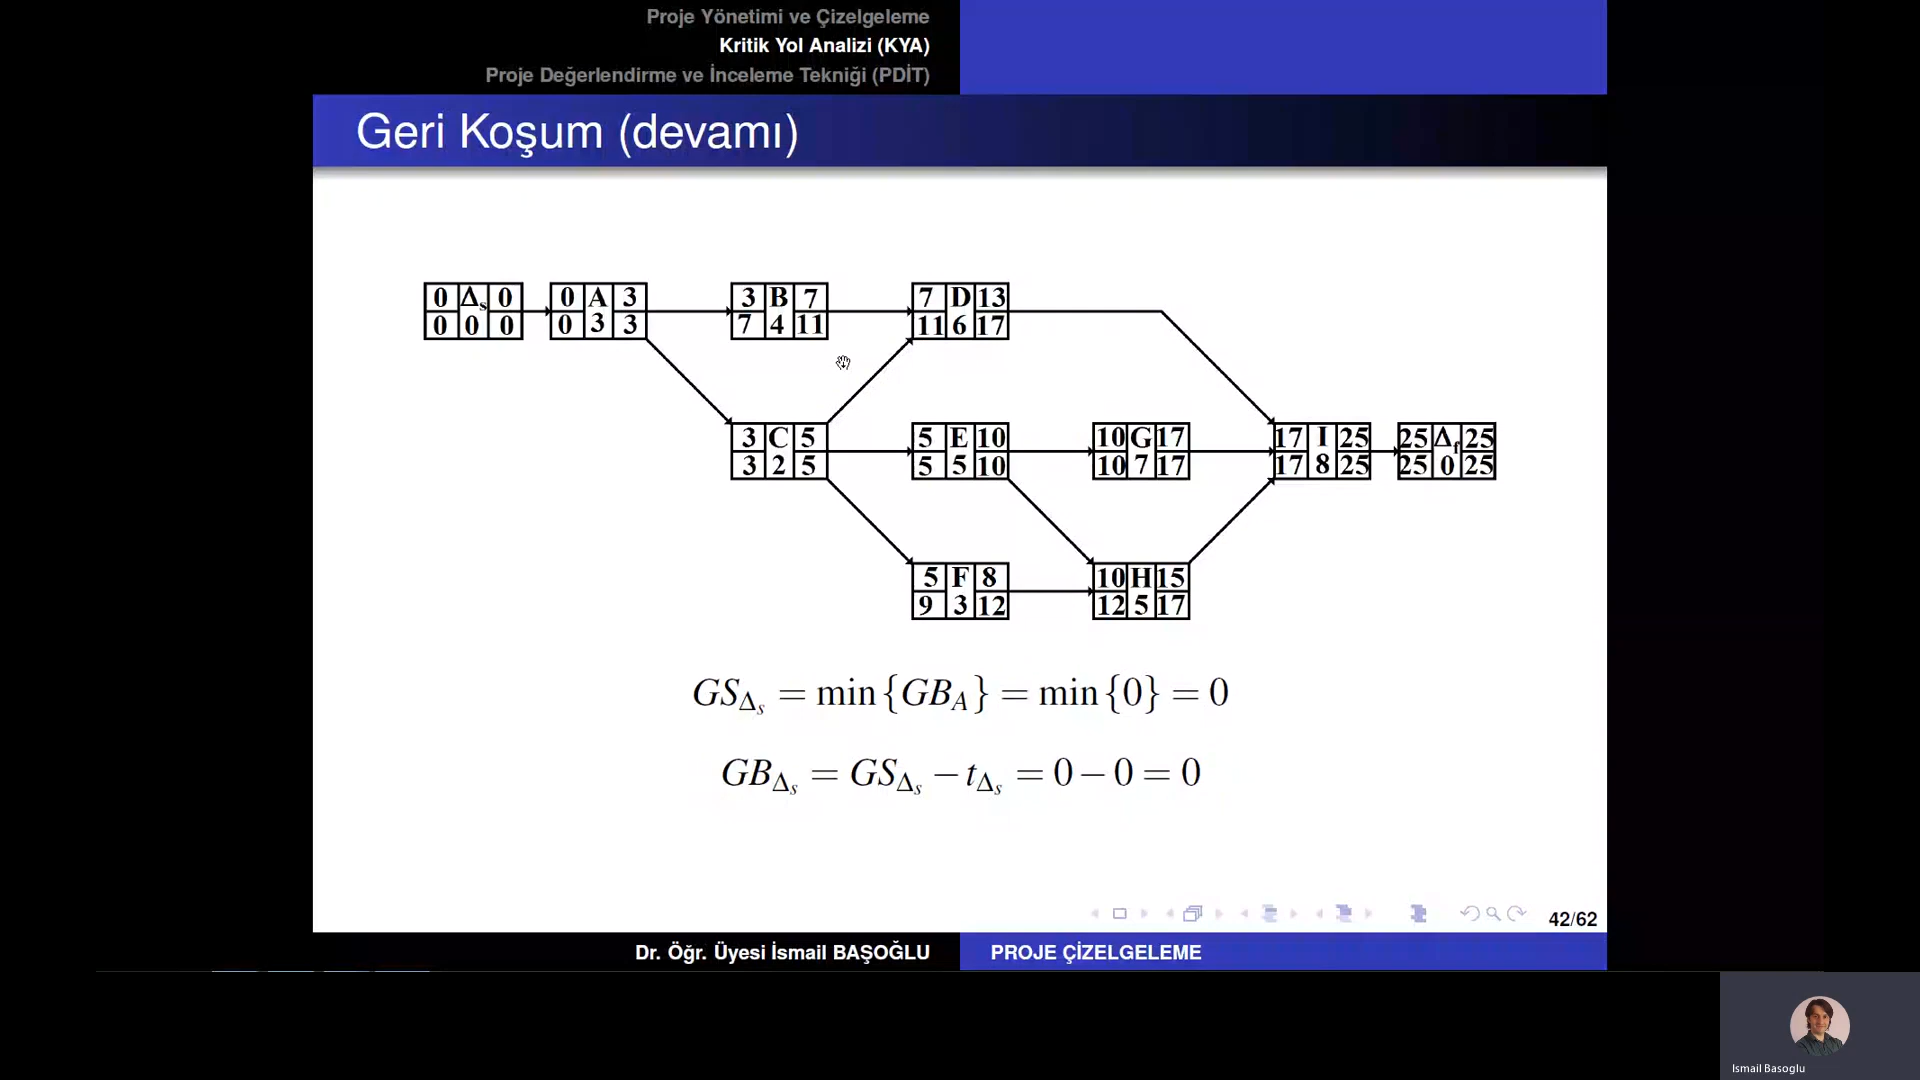 Proje Yönetimi ve Çizelgeleme
Kritik Yol Analizi (KYA)
Proje Değerlendirme ve İnceleme Tekniği (PDİT)
Geri Koşum (devamı)
0 Δs 0
0 0 0
0 A 3
0 3 3
3 B 7
7 4 11
7 D 13
11 6 17
3 C 5
3 2 5
5 E 10
5 5 10
10 G 17
10 7 17
17 I 25
17 8 25
25 Δf 25
25 0 25
5 F 8
9 3 12
10 H 15
12 5 17
GSΔs = min {GBA} = min {0} = 0
GBΔs = GSΔs − tΔs = 0 − 0 = 0
42/62
Dr. Öğr. Üyesi İsmail BAŞOĞLU
PROJE ÇİZELGELEME
Ismail Basoglu